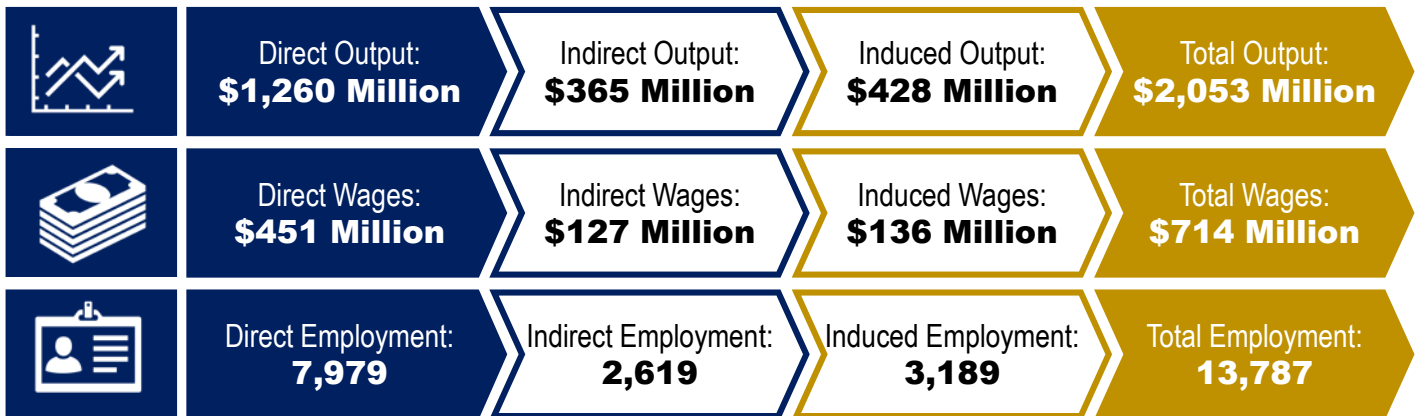 Direct Output:
$1,260 Million
Indirect Output:
$365 Million
Induced Output:
$428 Million
Total Output:
$2,053 Million
Direct Wages:
$451 Million
Indirect Wages:
$127 Million
Induced Wages:
$136 Million
Total Wages:
$714 Million
Direct Employment:
7,979
Indirect Employment:
2,619
Induced Employment:
3,189
Total Employment:
13,787